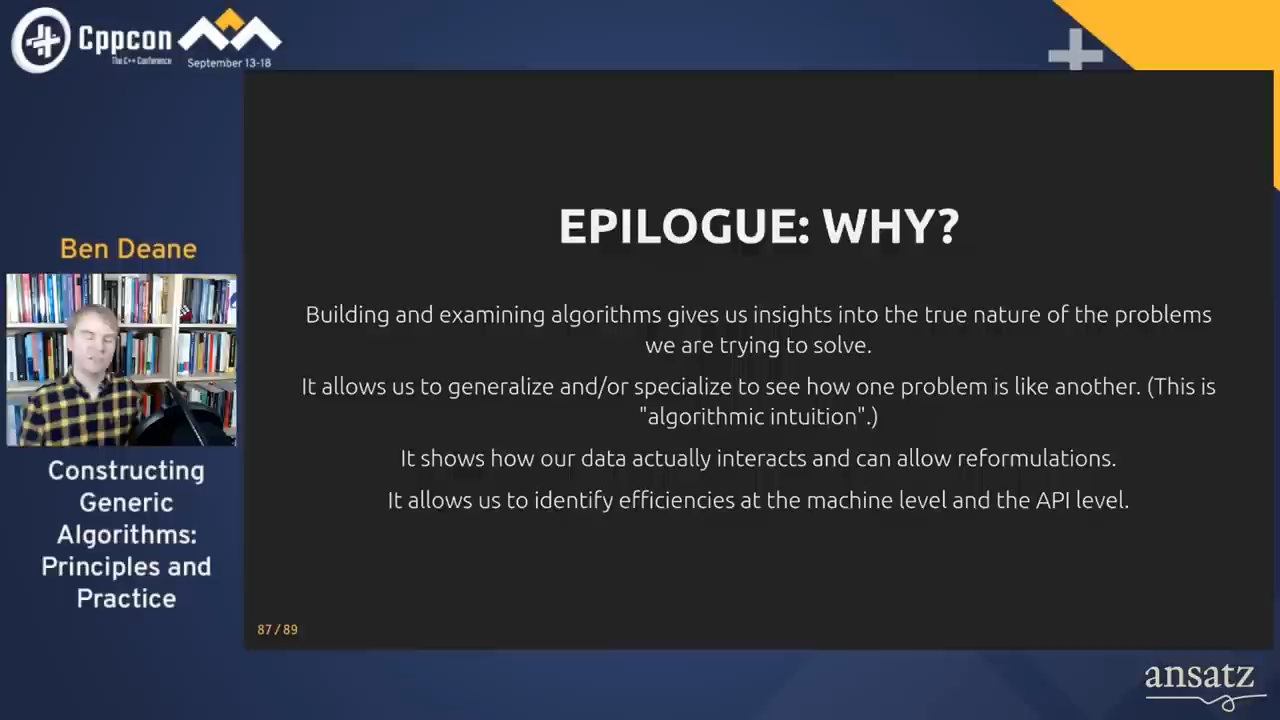 Cppcon
The C++ Conference
September 13-18
Ben Deane
Constructing
Generic
Algorithms:
Principles and
Practice
EPILOGUE: WHY?
Building and examining algorithms gives us insights into the true nature of the problems
we are trying to solve.
It allows us to generalize and/or specialize to see how one problem is like another. (This is
"algorithmic intuition".)
It shows how our data actually interacts and can allow reformulations.
It allows us to identify efficiencies at the machine level and the API level.
87 / 89
ansatz